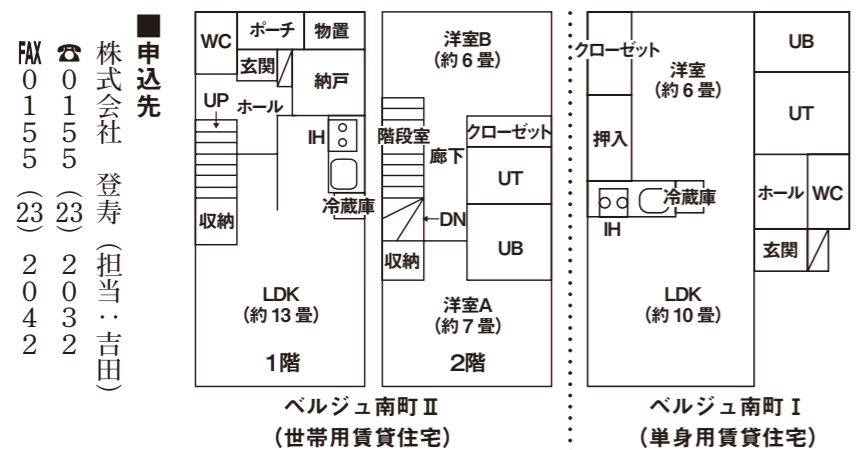 ■申込先
株式会社　登寿（担当：吉田）
☎0155（23）2032
FAX0155（23）2042
WC
ポーチ
物置
玄関
納戸
UP
ホール
IH
冷蔵庫
収納
LDK
（約13畳）
1階
洋室B
（約6畳）
階段室
廊下
クローゼット
UT
DN
UB
収納
洋室A
（約7畳）
2階
ベルジュ南町Ⅱ
（世帯用賃貸住宅）
クローゼット
洋室
（約6畳）
UB
UT
押入
冷蔵庫
IH
ホール
WC
玄関
LDK
（約10畳）
ベルジュ南町Ⅰ
（単身用賃貸住宅）